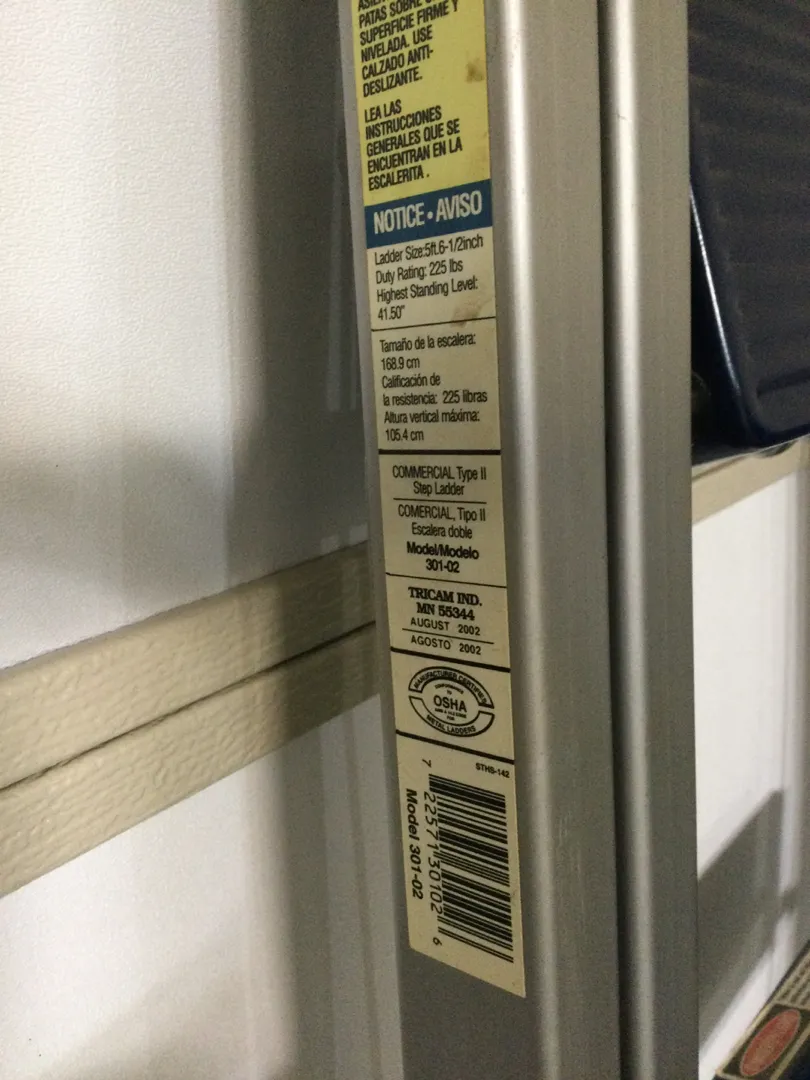 PATAS SOBRE
SUPERFICIE FIRME Y
NIVELADA. USE
CALZADO ANTI-
DESLIZANTE.
LEA LAS
INSTRUCCIONES
GENERALES QUE SE
ENCUENTRAN EN LA
ESCALERITA .
NOTICE • AVISO
Ladder Size:5ft.6-1/2inch
Duty Rating: 225 lbs
Highest Standing Level:
41.50"
Tamaño de la escalera:
168.9 cm
Calificación de
la resistencia: 225 libras
Altura vertical máxima:
105.4 cm
COMMERCIAL Type II
Step Ladder
COMERCIAL, Tipo II
Escalera doble
Model/Modelo
301-02
TRICAM IND.
MN 55344
AUGUST 2002
AGOSTO 2002
MANUFACTURER CERTIFIES
CONFORMANCE
TO
OSHA
FOR
METAL LADDERS
STHS-142
7 22571 30102 6
Model 301-02